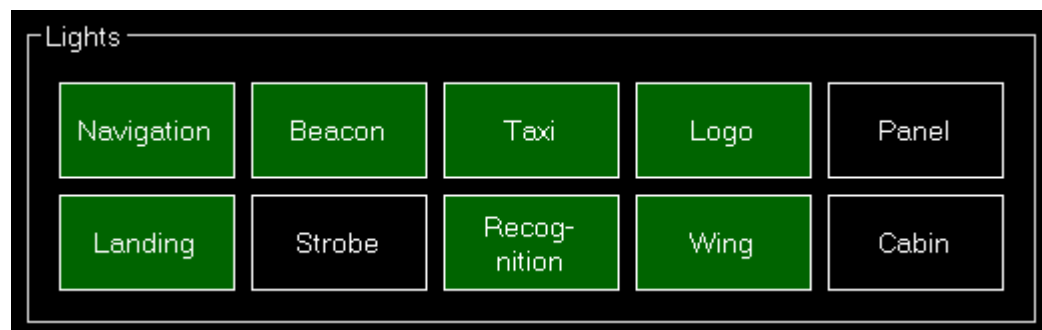 Lights
Navigation
Beacon
Taxi
Logo
Panel
Landing
Strobe
Recog-
nition
Wing
Cabin